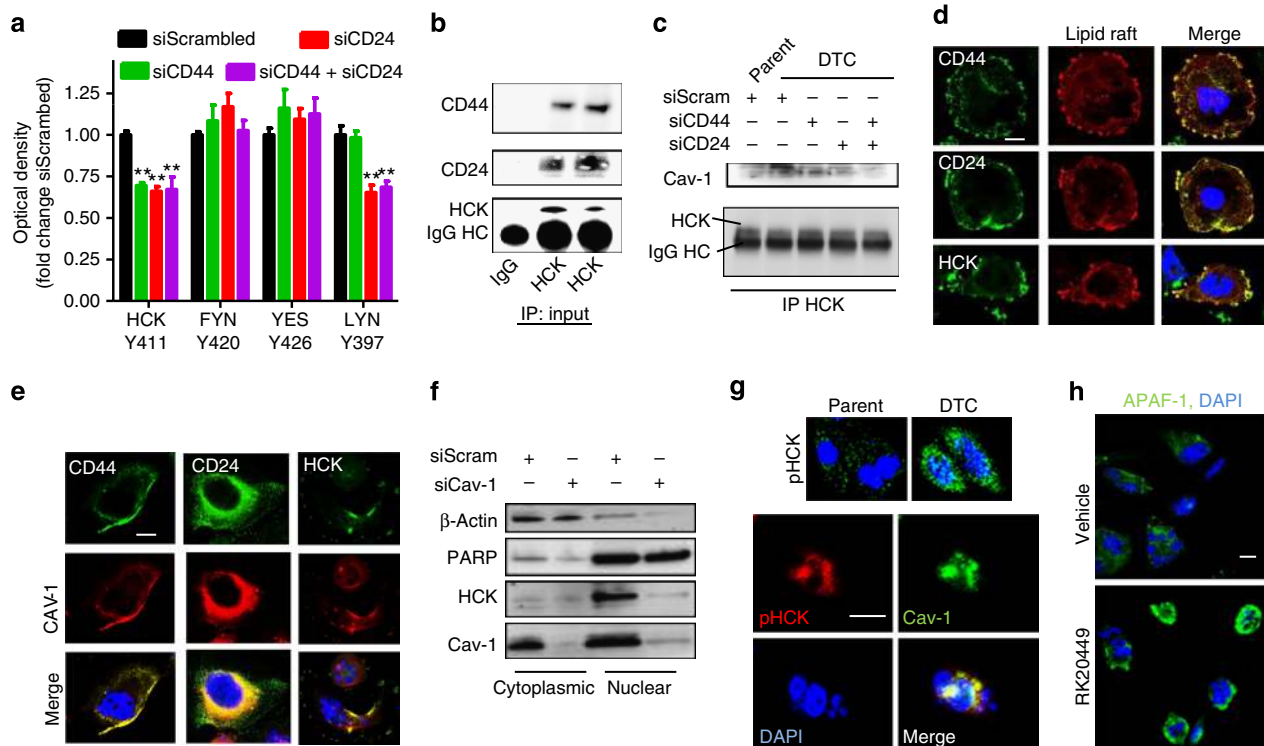 a
siScrambled
siCD24
siCD44
siCD44 + siCD24
Optical density
(fold change siScrambled)
1.25
1.00
0.75
0.50
0.25
0.00
**
**
**
**
**
HCK
Y411
FYN
Y420
YES
Y426
LYN
Y397
b
CD44
CD24
HCK
IgG HC
IgG
HCK
HCK
IP: input
c
Parent
DTC
siScram + + – – –
siCD44 – – + – +
siCD24 – – – + +
Cav-1
HCK
IgG HC
IP HCK
d
Lipid raft
Merge
CD44
CD24
HCK
e
CD44
CD24
HCK
CAV-1
Merge
f
siScram + – + –
siCav-1 – + – +
β-Actin
PARP
HCK
Cav-1
Cytoplasmic
Nuclear
g
Parent
DTC
pHCK
pHCK
Cav-1
DAPI
Merge
h
APAF-1, DAPI
Vehicle
RK20449